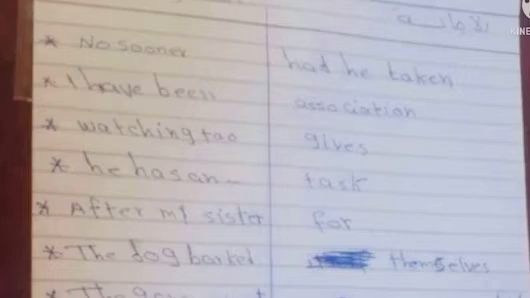 KINE
* No sooner had he taken
* I have been association
* watching too gives
* he has an - task
* After my sister for
* The dog barked themselves